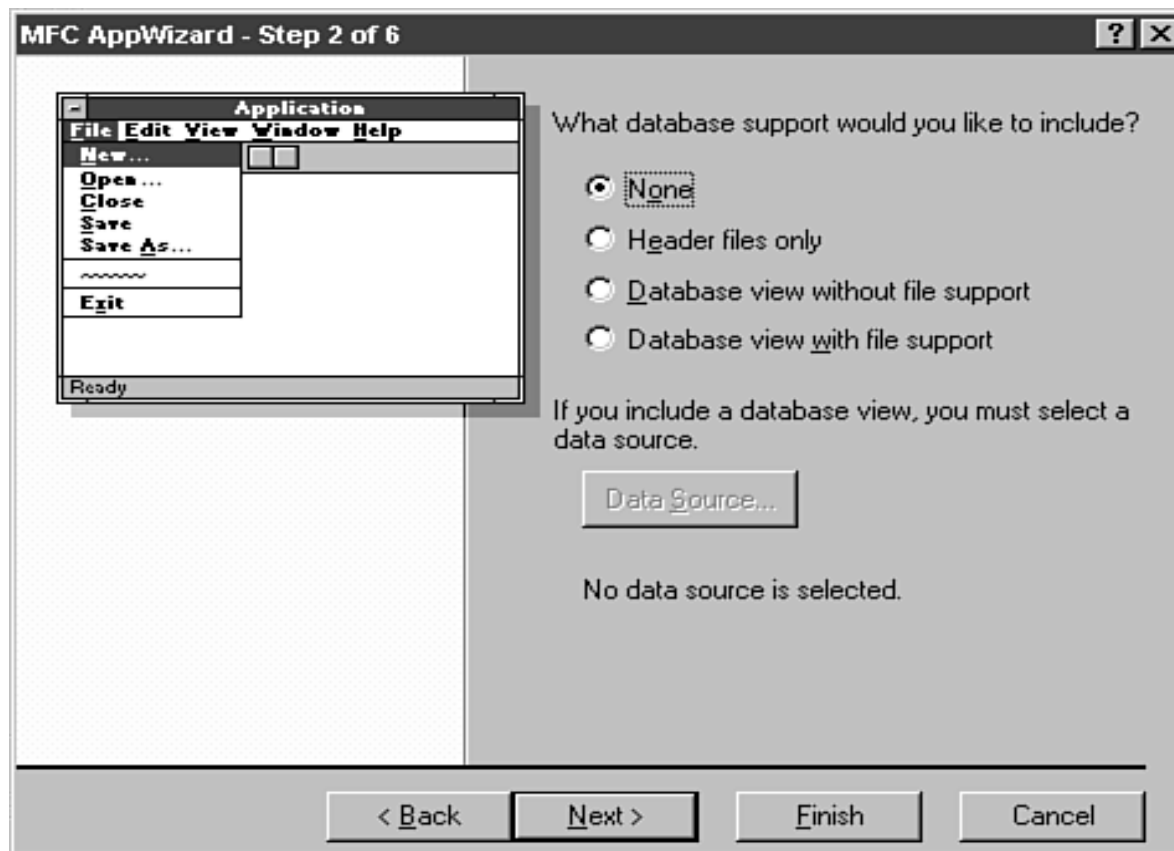 MFC AppWizard - Step 2 of 6
Application
File Edit View Window Help
New...
Open...
Close
Save
Save As...
Exit
Ready
What database support would you like to include?
None
Header files only
Database view without file support
Database view with file support
If you include a database view, you must select a
data source.
Data Source...
No data source is selected.
< Back
Next >
Finish
Cancel